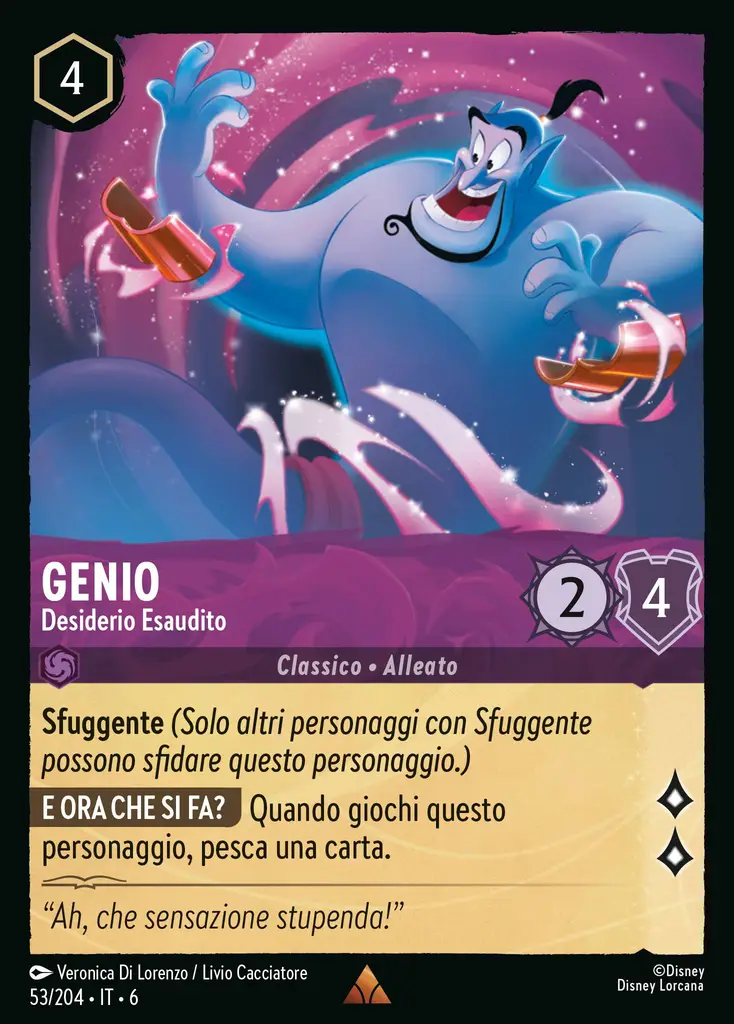 4
GENIO
Desiderio Esaudito
2
4
Classico • Alleato
Sfuggente (Solo altri personaggi con Sfuggente
possono sfidare questo personaggio.)
E ORA CHE SI FA? Quando giochi questo
personaggio, pesca una carta.
“Ah, che sensazione stupenda!”
Veronica Di Lorenzo / Livio Cacciatore
53/204 • IT • 6
©Disney
Disney Lorcana